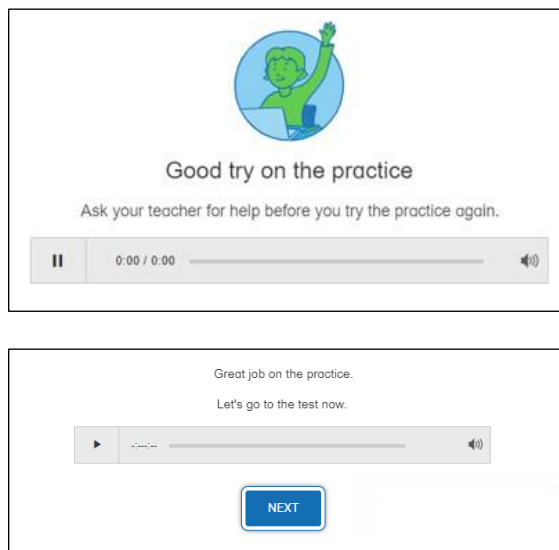 Good try on the practice
Ask your teacher for help before you try the practice again.
0:00 / 0:00
Great job on the practice.
Let's go to the test now.
-:--:--
NEXT